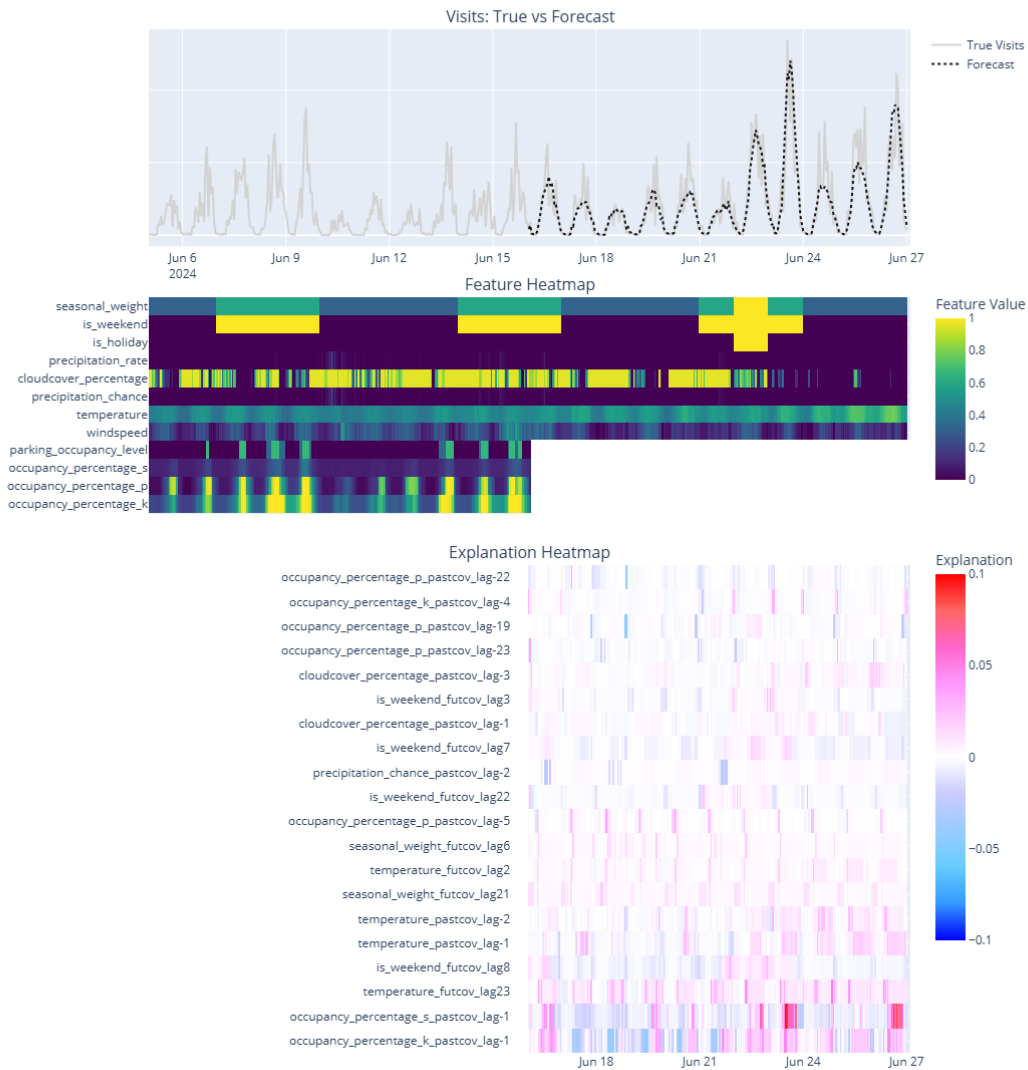 Visits: True vs Forecast
True Visits
Forecast
Jun 6
2024
Jun 9
Jun 12
Jun 15
Jun 18
Jun 21
Jun 24
Jun 27
Feature Heatmap
seasonal_weight
is_weekend
is_holiday
precipitation_rate
cloudcover_percentage
precipitation_chance
temperature
windspeed
parking_occupancy_level
occupancy_percentage_s
occupancy_percentage_p
occupancy_percentage_k
Feature Value
1
0.8
0.6
0.4
0.2
0
Explanation Heatmap
occupancy_percentage_p_pastcov_lag-22
occupancy_percentage_k_pastcov_lag-4
occupancy_percentage_p_pastcov_lag-19
occupancy_percentage_p_pastcov_lag-23
cloudcover_percentage_pastcov_lag-3
is_weekend_futcov_lag3
cloudcover_percentage_pastcov_lag-1
is_weekend_futcov_lag7
precipitation_chance_pastcov_lag-2
is_weekend_futcov_lag22
occupancy_percentage_p_pastcov_lag-5
seasonal_weight_futcov_lag6
temperature_futcov_lag2
seasonal_weight_futcov_lag21
temperature_pastcov_lag-2
temperature_pastcov_lag-1
is_weekend_futcov_lag8
temperature_futcov_lag23
occupancy_percentage_s_pastcov_lag-1
occupancy_percentage_k_pastcov_lag-1
Jun 18
Jun 21
Jun 24
Jun 27
Explanation
0.1
0.05
0
−0.05
−0.1